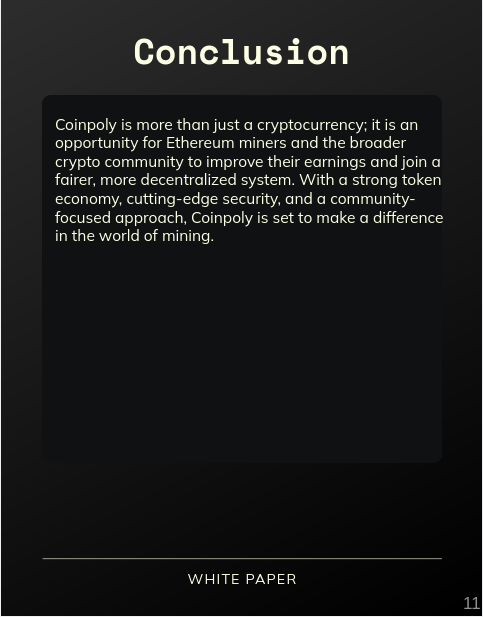 Conclusion
Coinpoly is more than just a cryptocurrency; it is an
opportunity for Ethereum miners and the broader
crypto community to improve their earnings and join a
fairer, more decentralized system. With a strong token
economy, cutting-edge security, and a community-
focused approach, Coinpoly is set to make a difference
in the world of mining.
WHITE PAPER
11